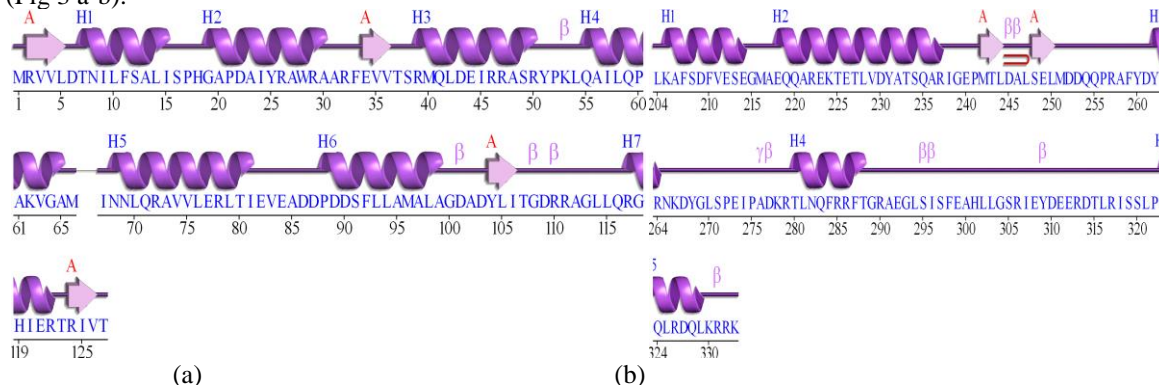 (Fig 3 a-b).
A H1 H2 A H3 β H4
MRVVLDTNILFSALISPHGAPDAIYRAWRAARFEVVTSRMQLDEIRRASRYPKLQAILQP
1 5 10 15 20 25 30 35 40 45 50 55 60
H5 H6 β A β β H7
AKVGAM INNLQRAVVLERLTIEVEADDPDDSFLLAMALAGDADYLITGDRRAGLLQRG
61 65 70 75 80 85 90 95 100 105 110 115
A
HIERTRIVT
119 125
(a)
H1 H2 A ββ A H
LKAFSDFVESEGMAEQQAREKTETLVDYATSQARIGEPMTLDALSELMDDQQPRAFYDY
204 210 215 220 225 230 235 240 245 250 255 260
γβ H4 ββ β H
RNKDYGLSPEIPADKRTLNQFRRFTGRAEGLSISFEAHLLGSRIEYDEERDTLRISSLP
264 270 275 280 285 290 295 300 305 310 315 320
5 β
QLRDQLKRRK
324 330
(b)